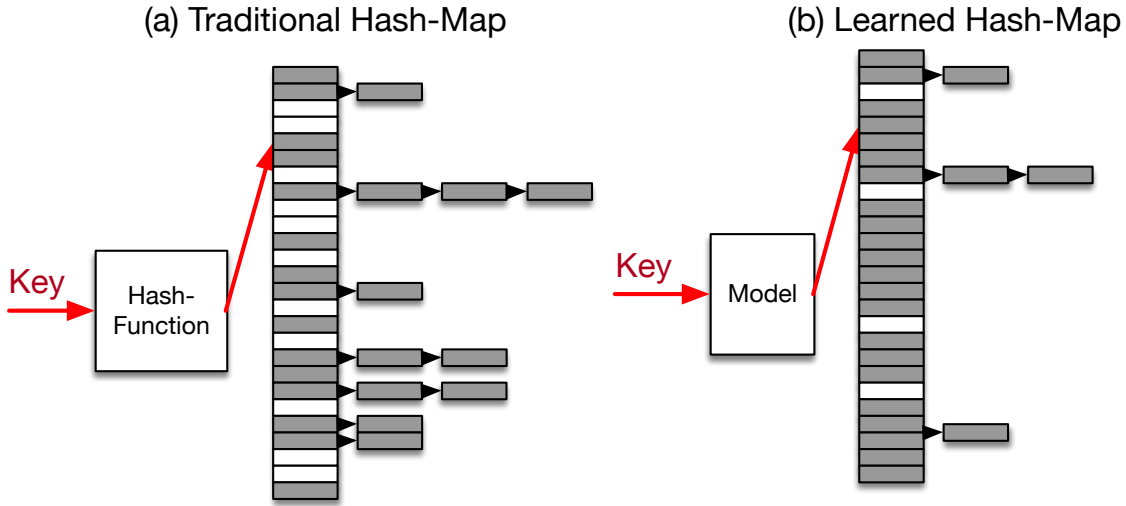 (a) Traditional Hash-Map
(b) Learned Hash-Map
Key
Hash-
Function
Key
Model